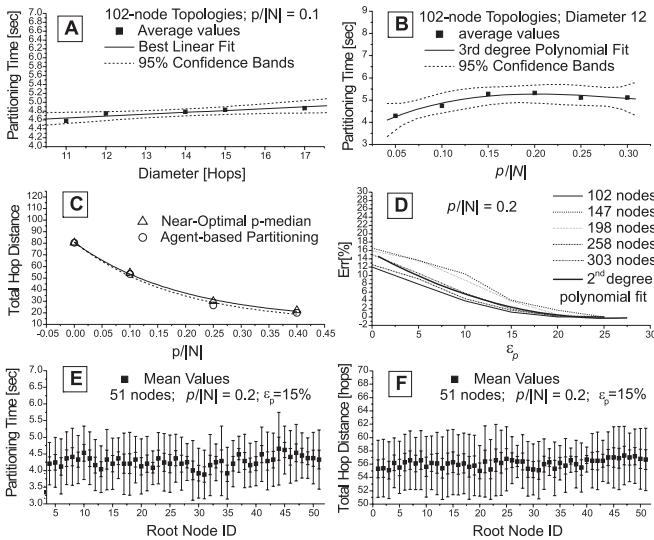 A
102-node Topologies; p/|N| = 0.1
Average values
Best Linear Fit
95% Confidence Bands
Partitioning Time [sec]
7.0
6.8
6.6
6.4
6.2
6.0
5.8
5.6
5.4
5.2
5.0
4.8
4.6
4.4
4.2
4.0
11 12 13 14 15 16 17
Diameter [Hops]
B
102-node Topologies; Diameter 12
average values
3rd degree Polynomial Fit
95% Confidence Bands
Partitioning Time [sec]
9
8
7
6
5
4
3
0.05 0.10 0.15 0.20 0.25 0.30
p/|N|
C
Near-Optimal p-median
Agent-based Partitioning
Total Hop Distance
120
110
100
90
80
70
60
50
40
30
20
10
0.00 0.05 0.10 0.15 0.20 0.25 0.30 0.35 0.40 0.45
p/|N|
D
p/|N| = 0.2
102 nodes
147 nodes
198 nodes
258 nodes
303 nodes
2nd degree
polynomial fit
Err[%]
30
28
26
24
22
20
18
16
14
12
10
8
6
4
2
0
-2
0 5 10 15 20 25 30
εp
E
Mean Values
51 nodes; p/|N| = 0.2; εp=15%
Partitioning Time [sec]
7.0
6.5
6.0
5.5
5.0
4.5
4.0
3.5
3.0
5 10 15 20 25 30 35 40 45 50
Root Node ID
F
Mean Values
51 nodes; p/|N| = 0.2; εp=15%
Total Hop Distance [hops]
70
68
66
64
62
60
58
56
54
52
50
0 5 10 15 20 25 30 35 40 45 50
Root Node ID